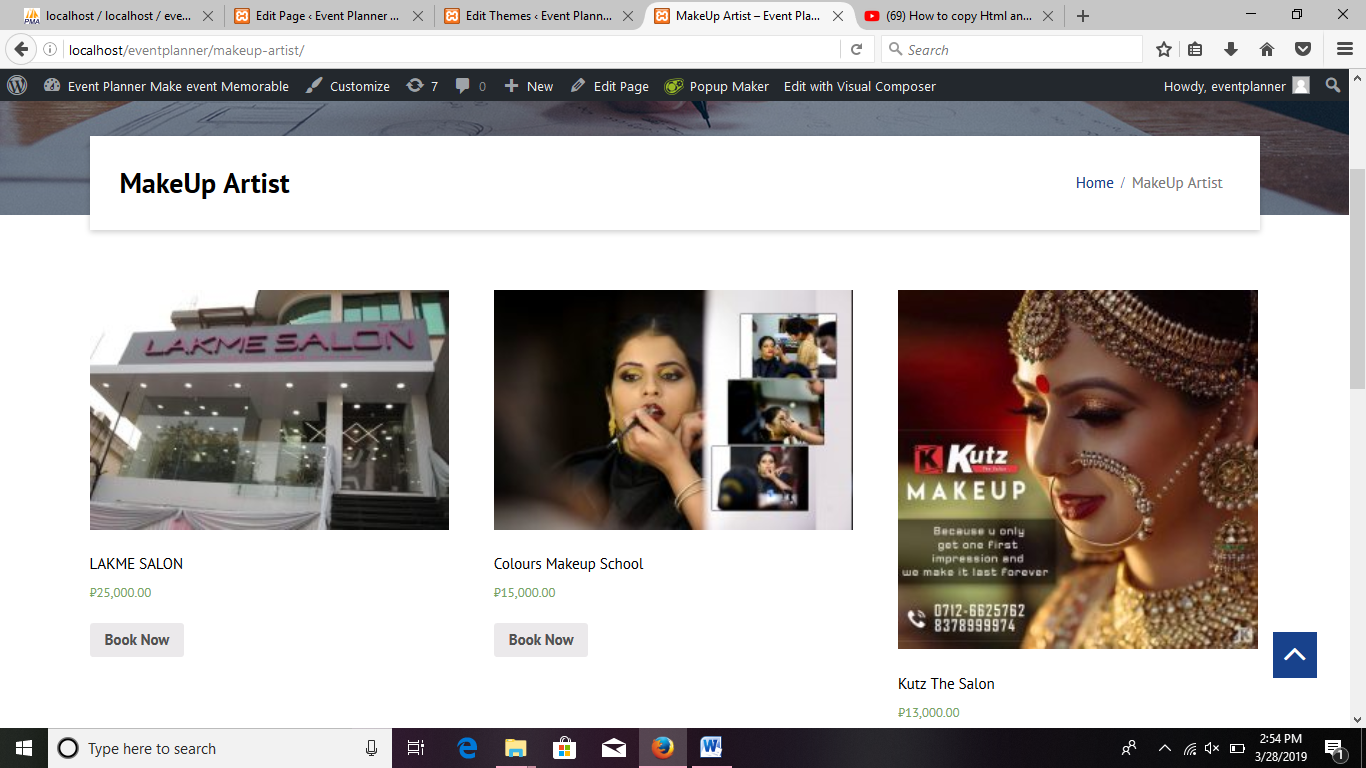 localhost / localhost / eve...
Edit Page ‹ Event Planner ...
Edit Themes ‹ Event Plann...
MakeUp Artist – Event Pla...
(69) How to copy Html an...
localhost/eventplanner/makeup-artist/
Search
Event Planner Make event Memorable
Customize
7
0
New
Edit Page
Popup Maker
Edit with Visual Composer
Howdy, eventplanner
MakeUp Artist
Home / MakeUp Artist
LAKME SALON
Kutz
The Salon
MAKEUP
Because u only
get one first
impression and
we make it last forever
0712-6625762
8378999974
LAKME SALON
₽25,000.00
Book Now
Colours Makeup School
₽15,000.00
Book Now
Kutz The Salon
₽13,000.00
Type here to search
2:54 PM
3/28/2019
1